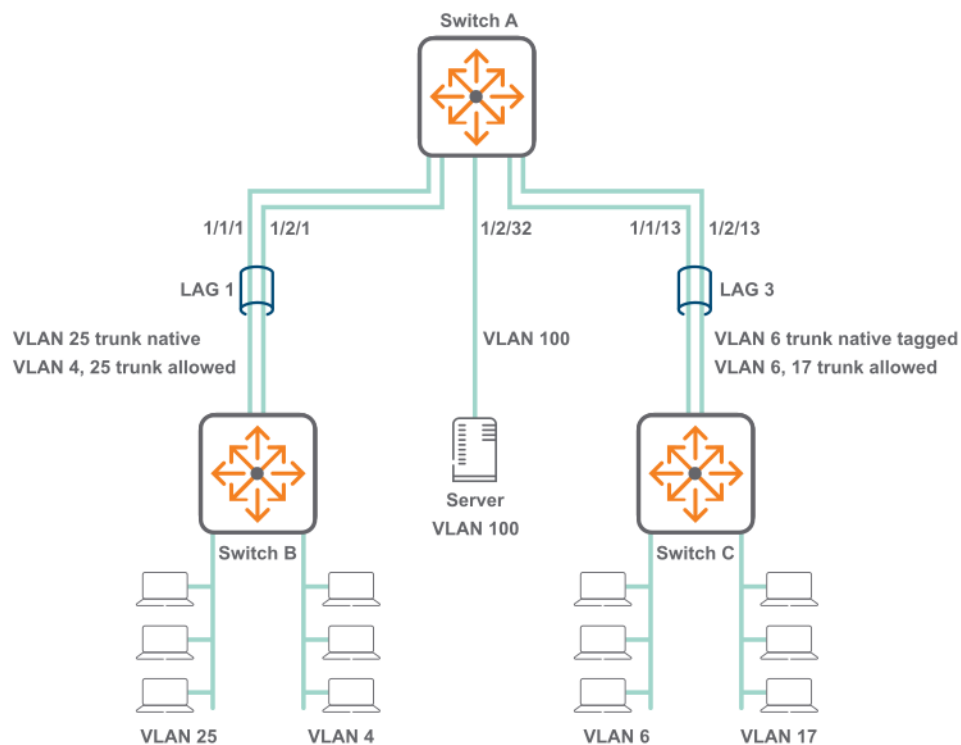 Switch A
1/1/1
1/2/1
1/2/32
1/1/13
1/2/13
LAG 1
LAG 3
VLAN 25 trunk native
VLAN 4, 25 trunk allowed
VLAN 100
VLAN 6 trunk native tagged
VLAN 6, 17 trunk allowed
Server
VLAN 100
Switch B
Switch C
VLAN 25
VLAN 4
VLAN 6
VLAN 17